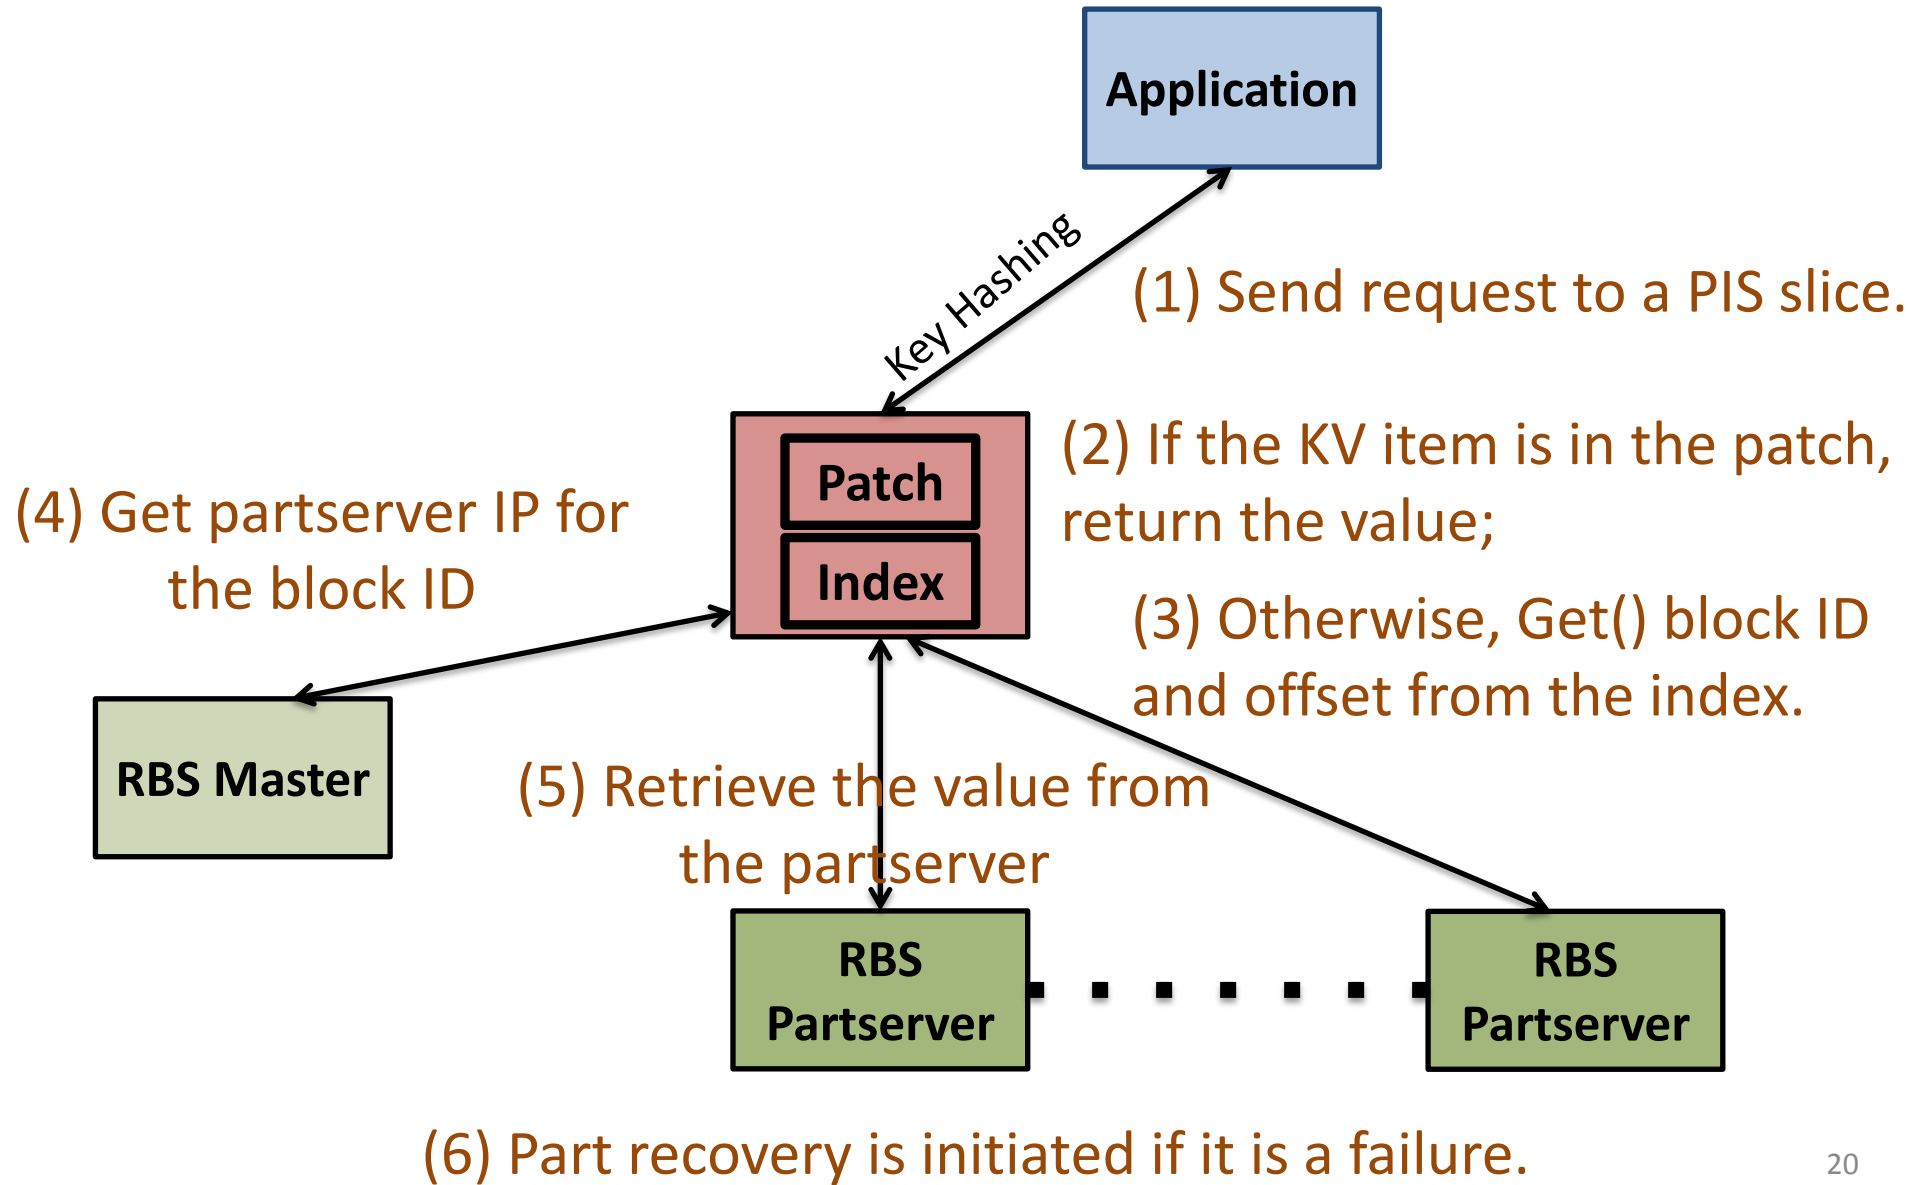 Application
Key Hashing
(1) Send request to a PIS slice.
Patch
Index
(2) If the KV item is in the patch,
return the value;
(3) Otherwise, Get() block ID
and offset from the index.
(4) Get partserver IP for
the block ID
RBS Master
(5) Retrieve the value from
the partserver
RBS
Partserver
RBS
Partserver
(6) Part recovery is initiated if it is a failure.
20